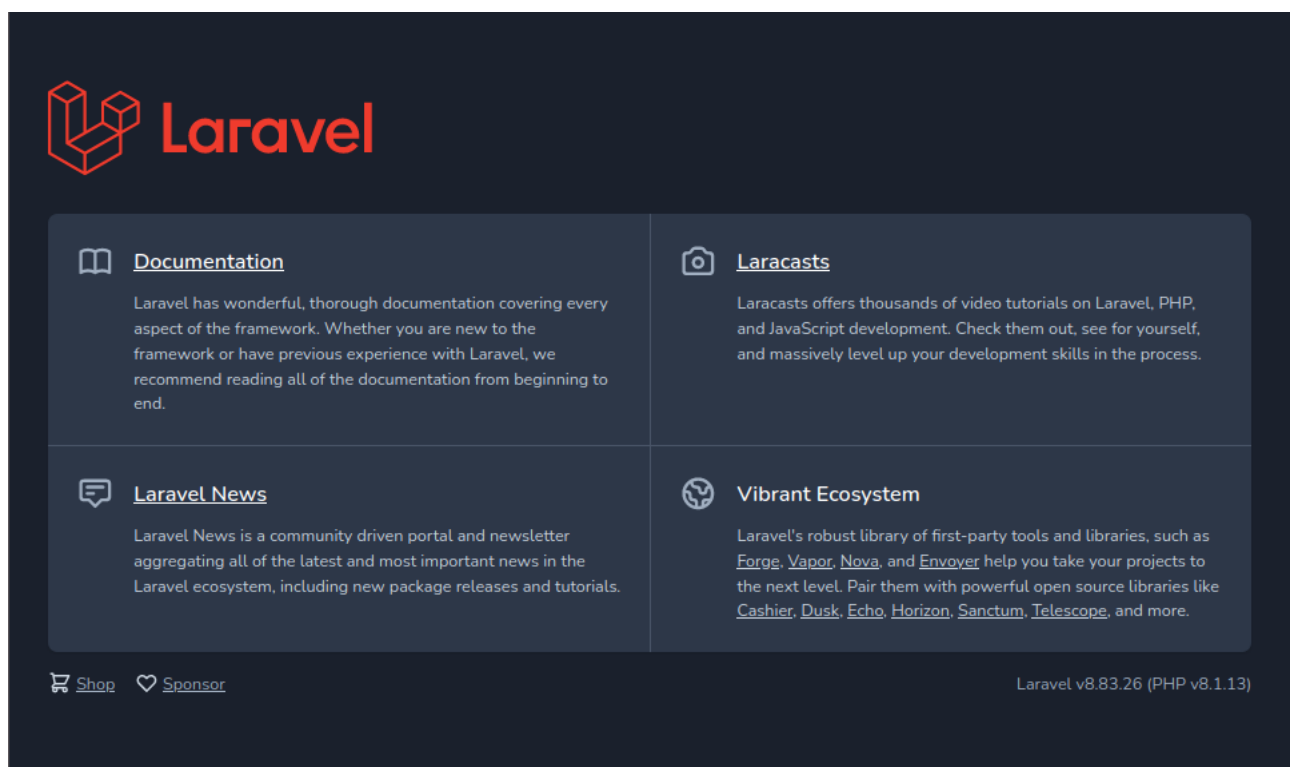 Laravel
Documentation
Laravel has wonderful, thorough documentation covering every
aspect of the framework. Whether you are new to the
framework or have previous experience with Laravel, we
recommend reading all of the documentation from beginning to
end.
Laracasts
Laracasts offers thousands of video tutorials on Laravel, PHP,
and JavaScript development. Check them out, see for yourself,
and massively level up your development skills in the process.
Laravel News
Laravel News is a community driven portal and newsletter
aggregating all of the latest and most important news in the
Laravel ecosystem, including new package releases and tutorials.
Vibrant Ecosystem
Laravel's robust library of first-party tools and libraries, such as
Forge, Vapor, Nova, and Envoyer help you take your projects to
the next level. Pair them with powerful open source libraries like
Cashier, Dusk, Echo, Horizon, Sanctum, Telescope, and more.
Shop Sponsor
Laravel v8.83.26 (PHP v8.1.13)